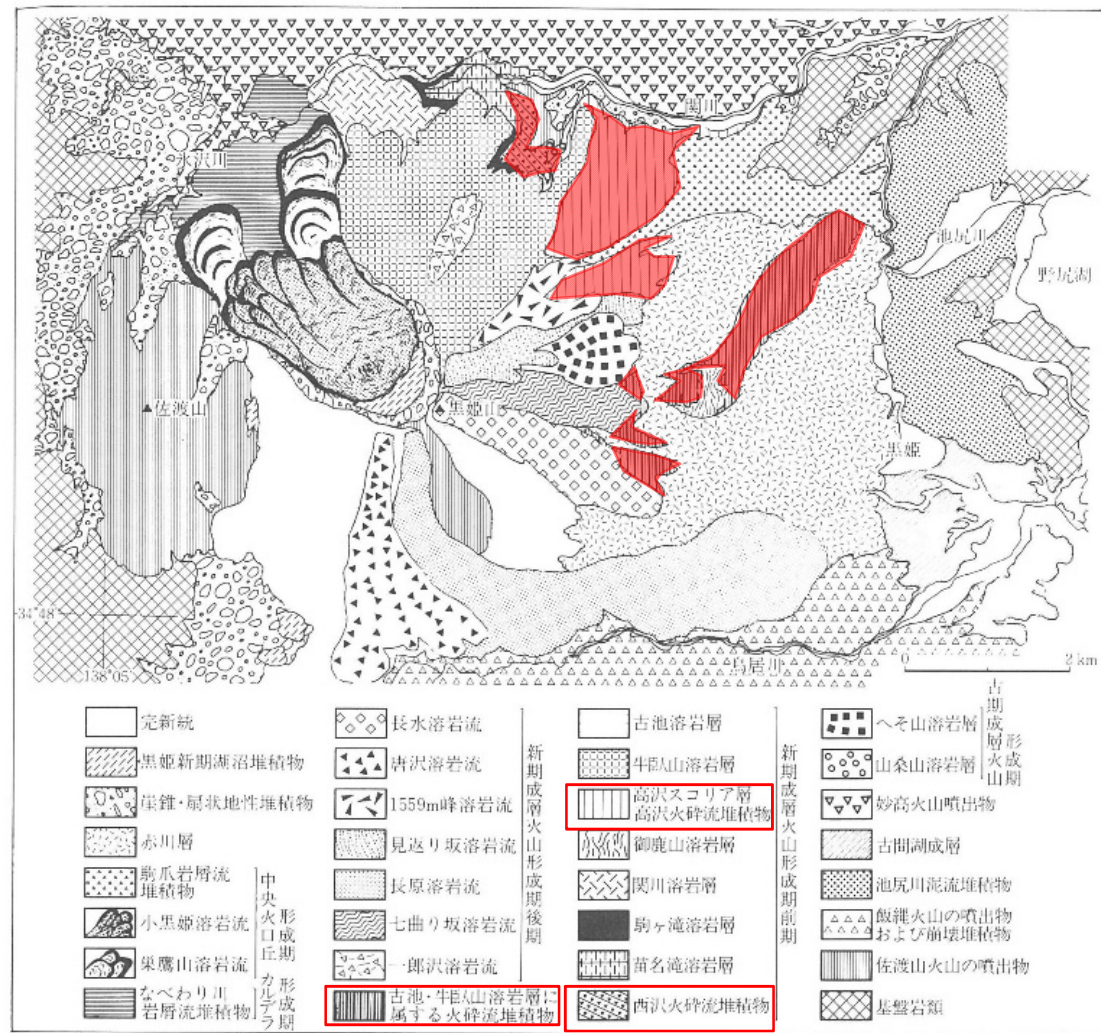 関川
氷沢川
池尻川
野尻湖
▲佐渡山
▲黒姫山
黒姫
34°48′
138°05′
鳥居川
0 2 km
完新統
黒姫新期湖沼堆積物
崖錐・扇状地性堆積物
赤川層
駒爪岩屑流
堆積物
小黒姫溶岩流
巣鷹山溶岩流
中央火口丘形成期
なべわり川
岩屑流堆積物
カルデラ形成期
長水溶岩流
唐沢溶岩流
1559m峰溶岩流
見返り坂溶岩流
長原溶岩流
七曲り坂溶岩流
一郎沢溶岩流
古池・牛臥山溶岩層に
属する火砕流堆積物
新期成層火山形成期後期
古池溶岩層
牛臥山溶岩層
高沢スコリア層
高沢火砕流堆積物
御鹿山溶岩層
関川溶岩層
駒ヶ滝溶岩層
苗名滝溶岩層
西沢火砕流堆積物
新期成層火山形成期前期
へそ山溶岩層
山桑山溶岩層
古期成層火山形成期
妙高火山噴出物
古間湖成層
池尻川泥流堆積物
飯縄火山の噴出物
および崩壊堆積物
佐渡山火山の噴出物
基盤岩類